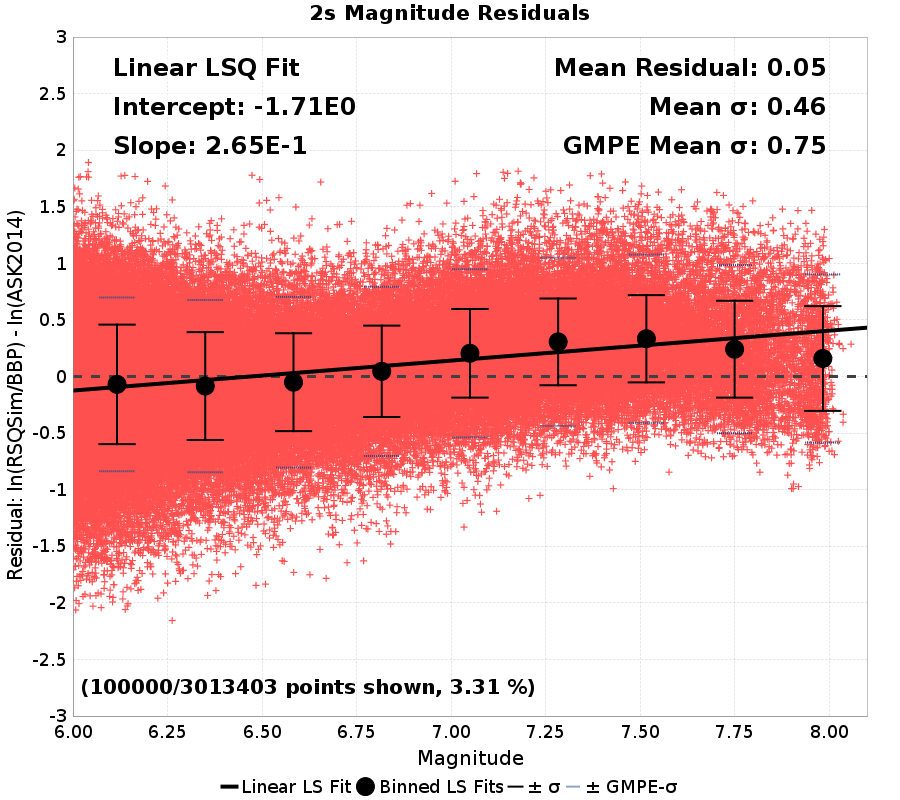 2s Magnitude Residuals
Linear LSQ Fit
Intercept: -1.71E0
Slope: 2.65E-1
Mean Residual: 0.05
Mean σ: 0.46
GMPE Mean σ: 0.75
3
2.5
2
1.5
1
0.5
0
-0.5
-1
-1.5
-2
-2.5
-3
Residual: ln(RSQSim/BBP) - ln(ASK2014)
(100000/3013403 points shown, 3.31 %)
6.00 6.25 6.50 6.75 7.00 7.25 7.50 7.75 8.00
Magnitude
Linear LS Fit Binned LS Fits ± σ ± GMPE-σ